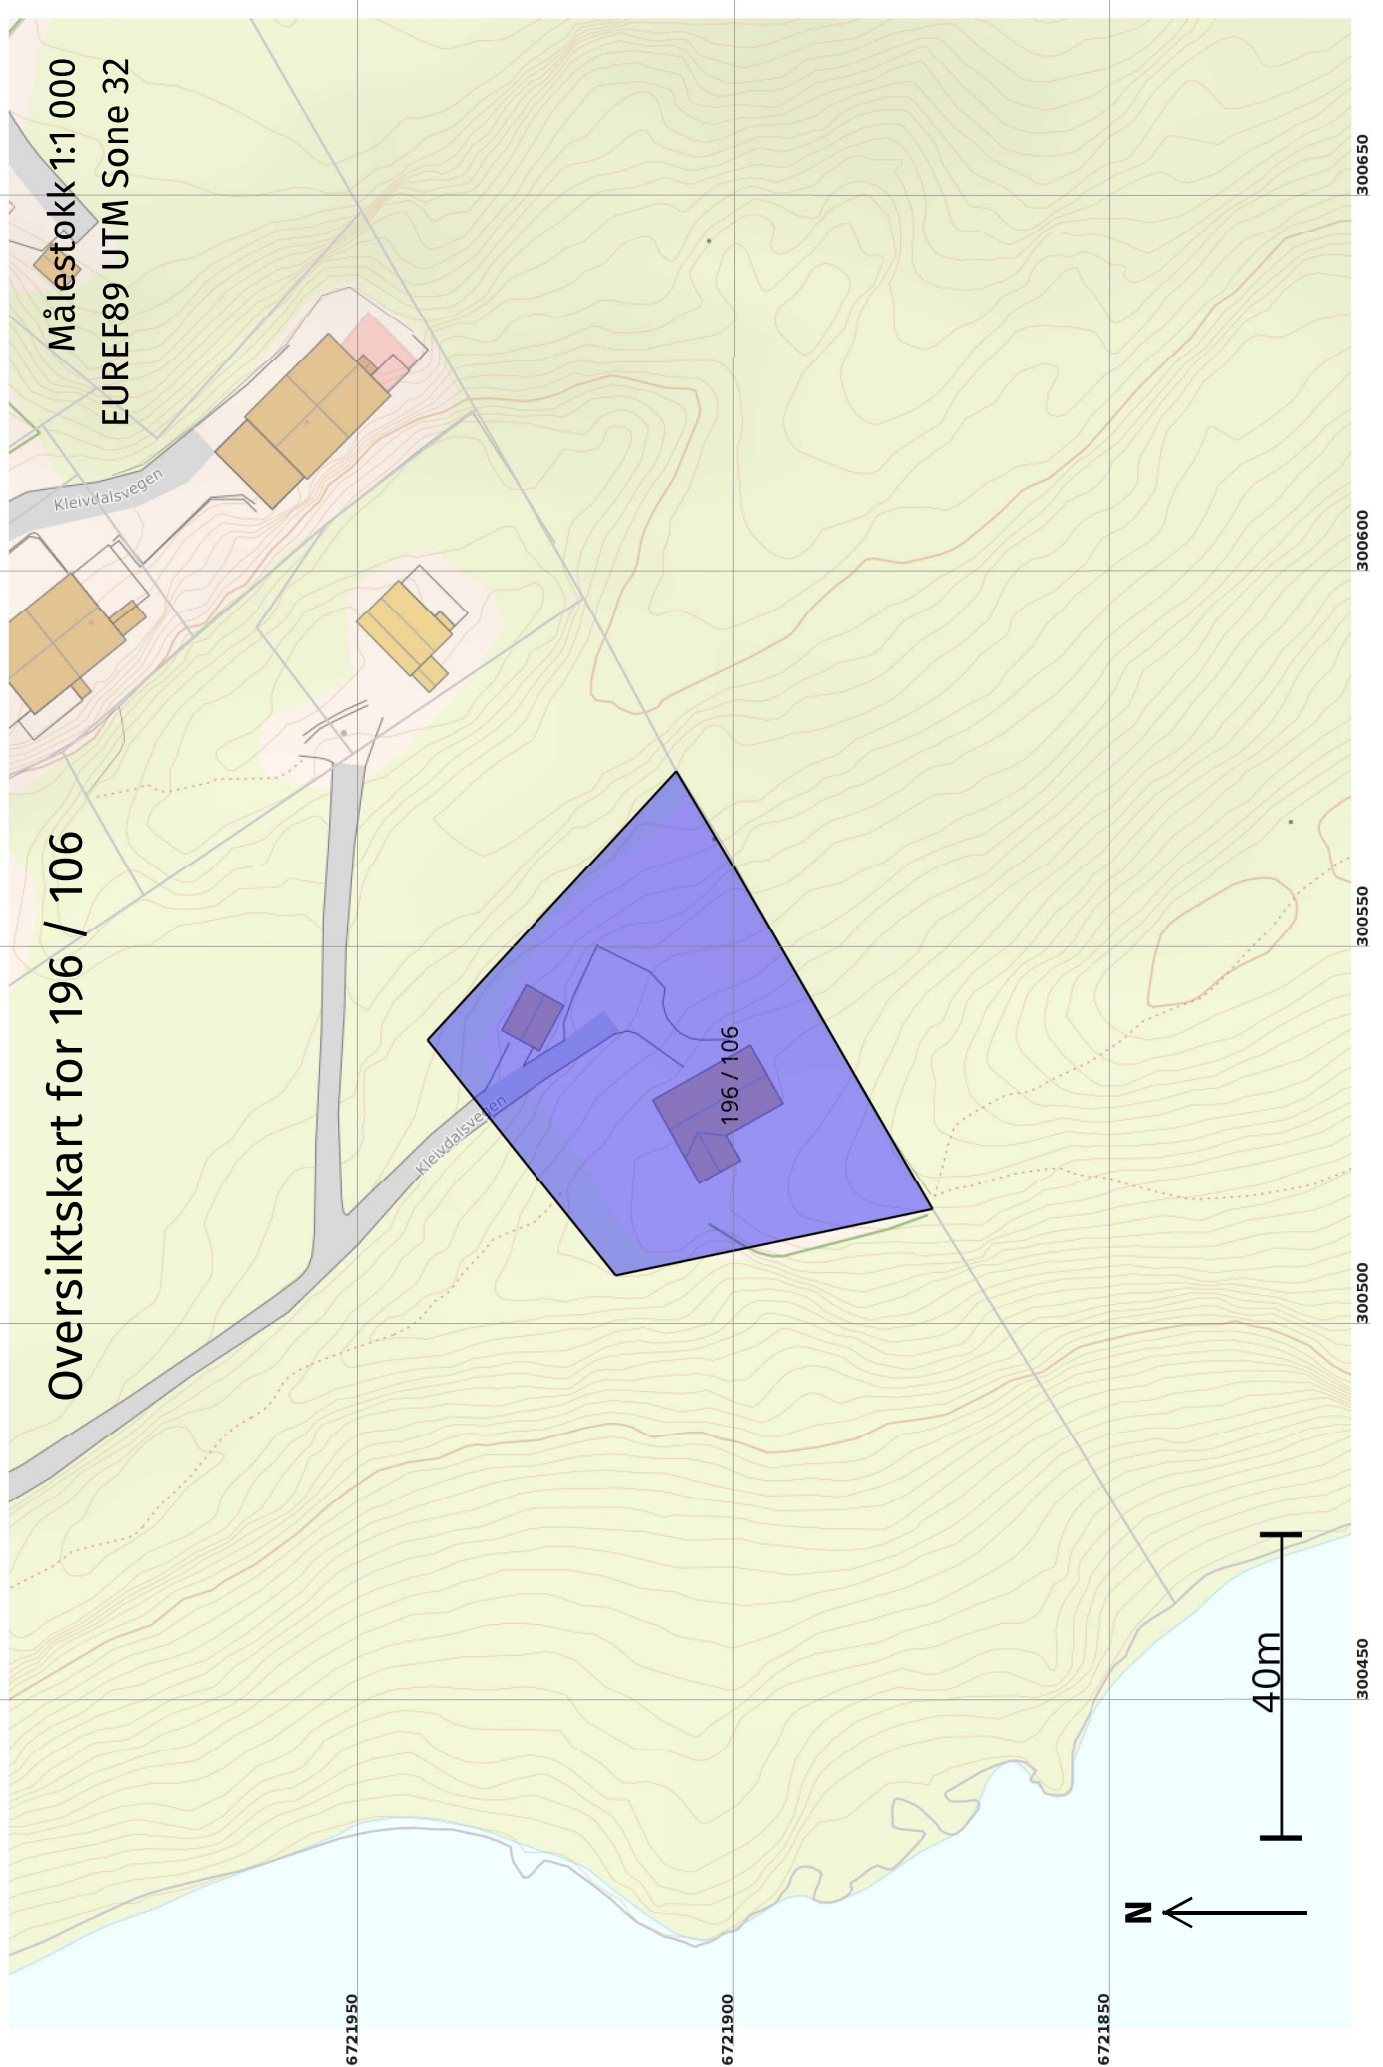 Oversiktskart for 196 / 106
Målestokk 1:1 000
EUREF89 UTM Sone 32
Kleivdalsvegen
Kleivdalsvegen
196 / 106
40m
N
6721950
6721900
6721850
300450
300500
300550
300600
300650